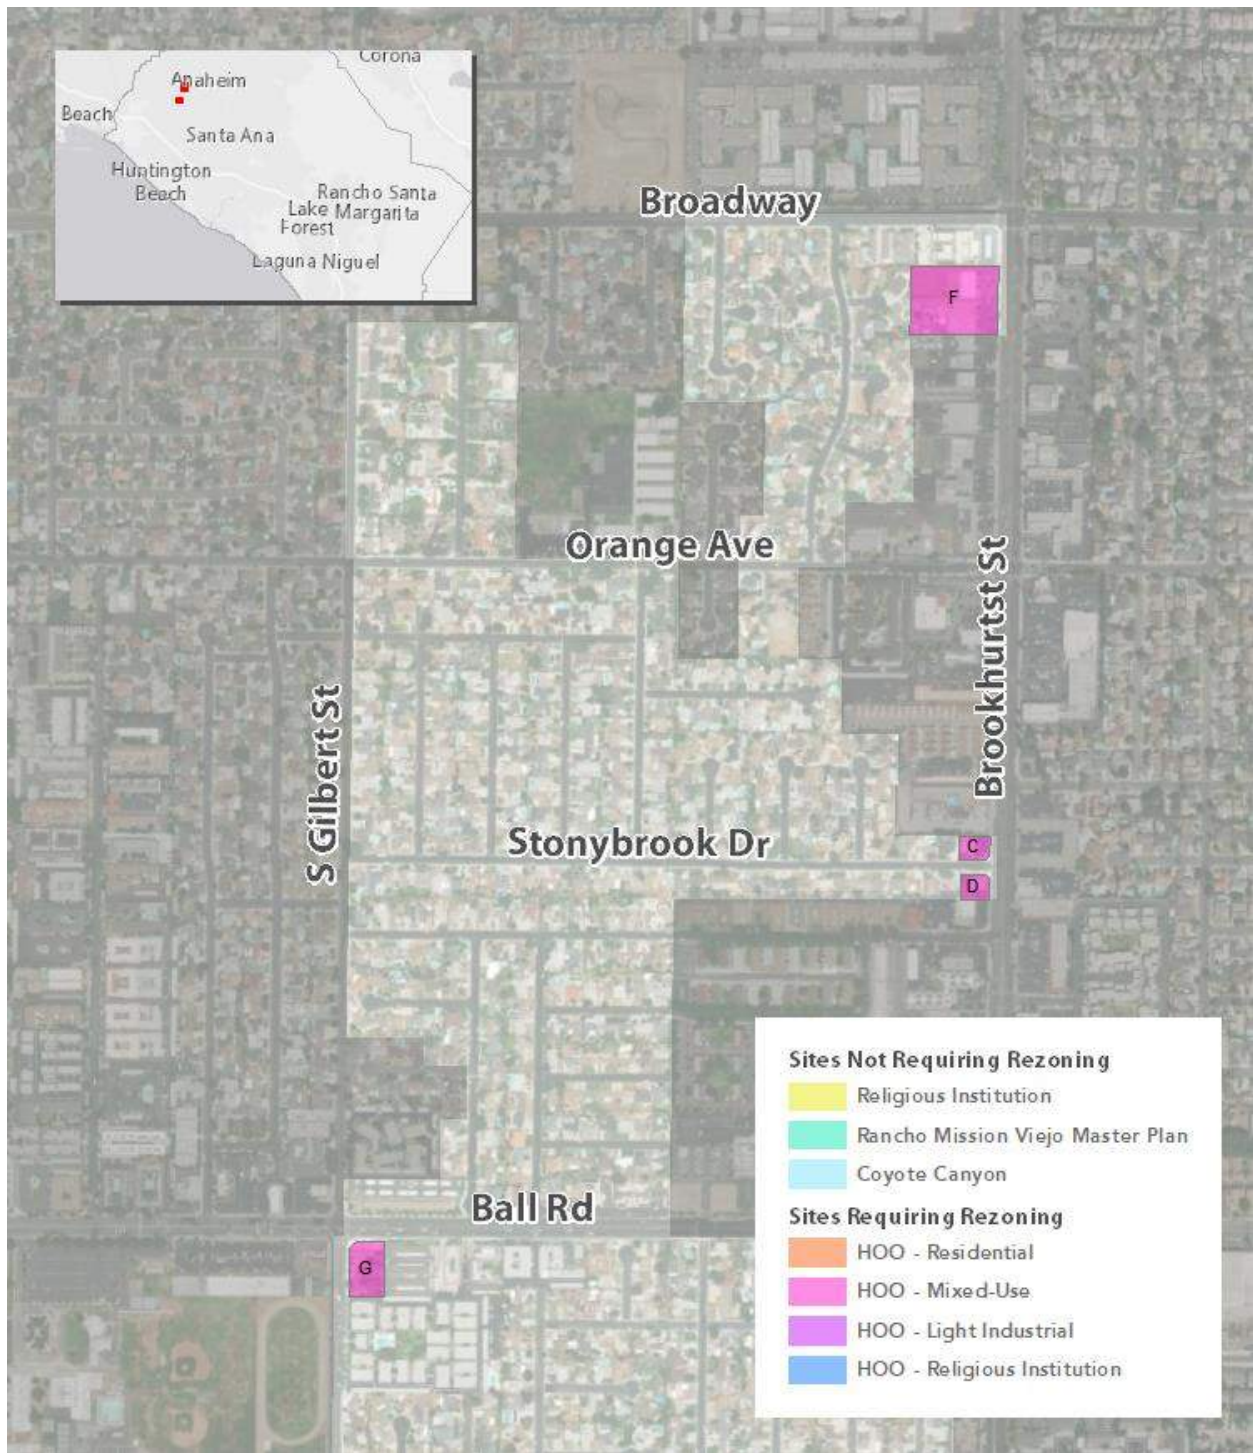 Corona
Anaheim
Beach
Santa Ana
Huntington
Beach
Rancho Santa
Lake Margarita
Forest
Laguna Niguel
Broadway
F
Orange Ave
Brookhurtst St
S Gilbert St
Stonybrook Dr
C
D
Ball Rd
G
Sites Not Requiring Rezoning
Religious Institution
Rancho Mission Viejo Master Plan
Coyote Canyon
Sites Requiring Rezoning
HOO - Residential
HOO - Mixed-Use
HOO - Light Industrial
HOO - Religious Institution